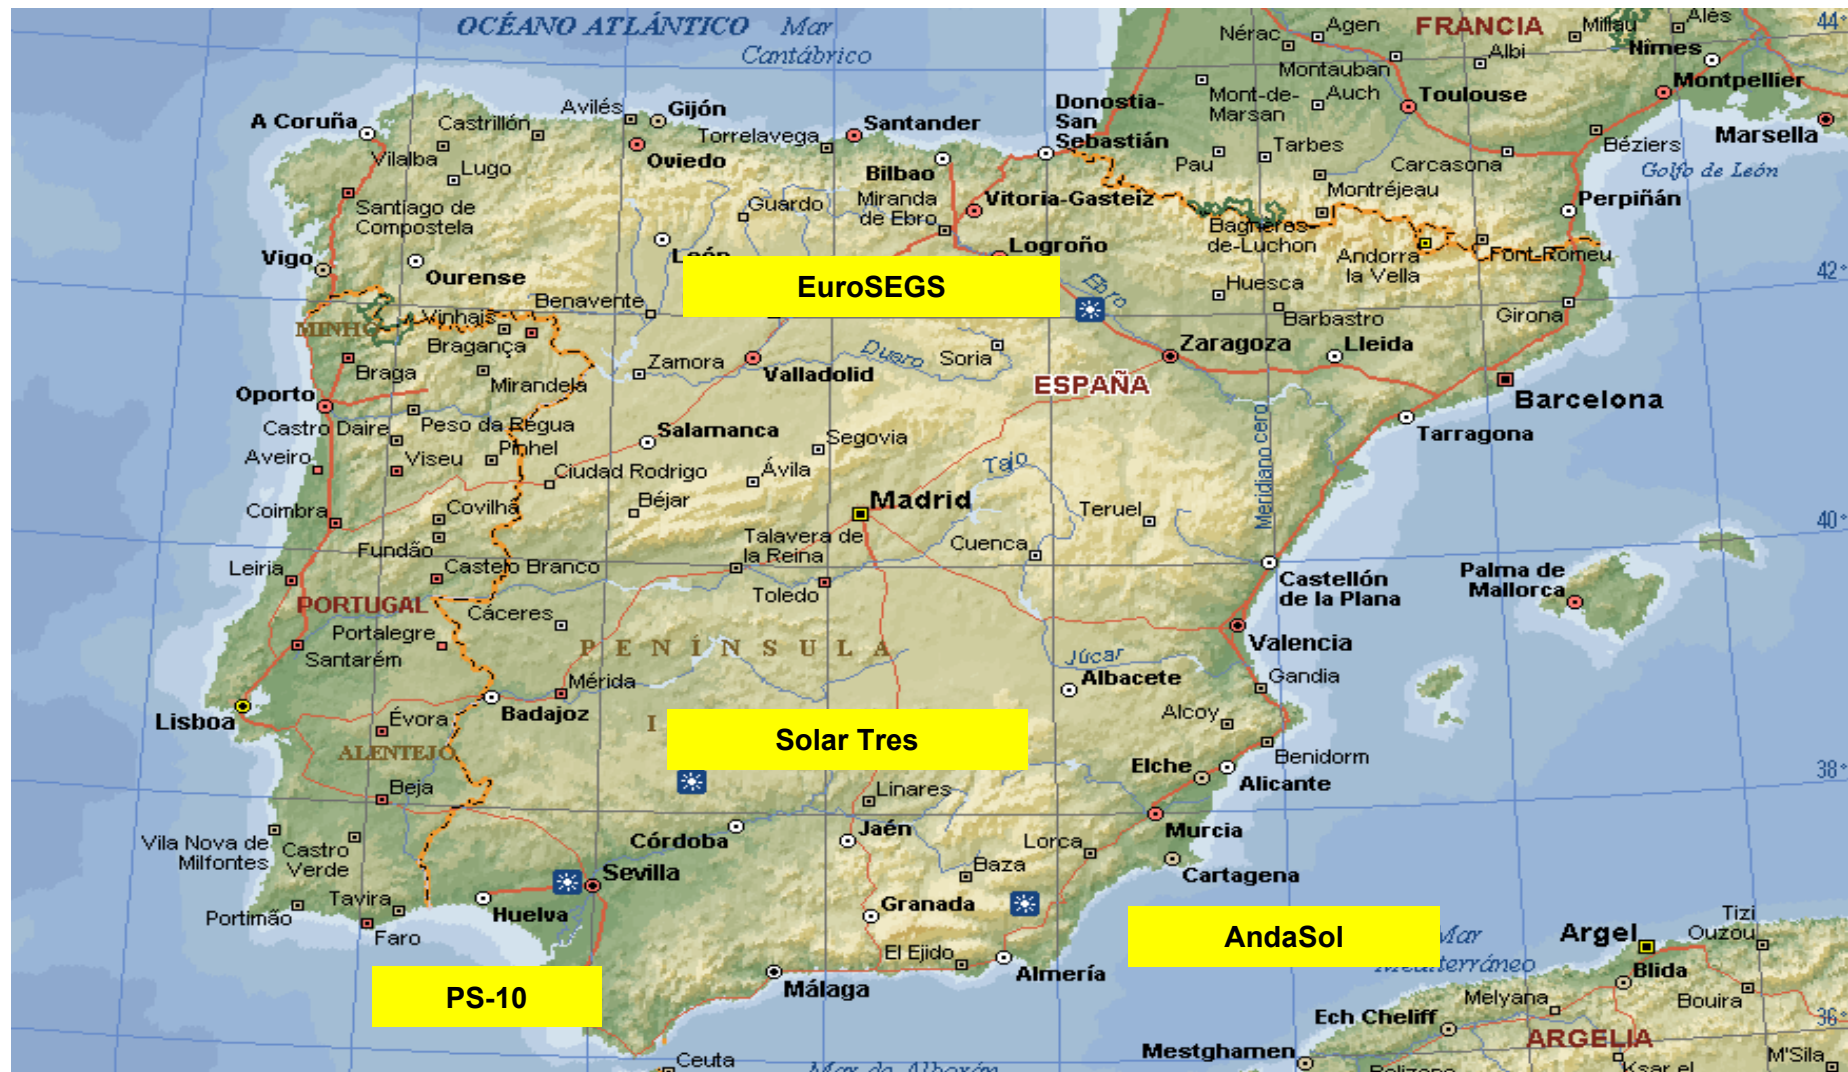 OCÉANO ATLÁNTICO
Mar
Cantábrico
FRANCIA
Nérac
Agen
Millau
Alès
44°
Montauban
Albi
Nîmes
Mont-de-
Marsan
Auch
Toulouse
Montpellier
Marsella
Golfo de León
A Coruña
Castrillón
Avilés
Gijón
Torrelavega
Santander
Donostia-
San
Sebastián
Vilalba
Lugo
Oviedo
Bilbao
Pau
Tarbes
Carcasona
Béziers
Montréjeau
Santiago de
Compostela
Guardo
Miranda
de Ebro
Vitoria-Gasteiz
Bagnères-
de-Luchon
Perpiñán
Vigo
Ourense
León
Logroño
Andorra
la Vella
Font-Romeu
42°
EuroSEGS
Ebro
Huesca
Barbastro
Girona
Benavente
MINHO
Vinhais
Bragança
Braga
Mirandela
Zamora
Valladolid
Duero
Soria
Zaragoza
Lleida
ESPAÑA
Barcelona
Oporto
Castro Daire
Peso da Régua
Salamanca
Segovia
Meridiano cero
Tarragona
Aveiro
Viseu
Pinhel
Ciudad Rodrigo
Ávila
Tajo
Coimbra
Covilhã
Béjar
Madrid
Teruel
40°
Fundão
Talavera de
la Reina
Cuenca
Leiria
Castelo Branco
Toledo
Castellón
de la Plana
Palma de
Mallorca
PORTUGAL
Cáceres
Portalegre
PENÍNSULA
Valencia
Santarém
Júcar
Gandia
Mérida
Albacete
Lisboa
Évora
Badajoz
I
Alcoy
ALENTEJO
Solar Tres
Benidorm
Elche
Alicante
38°
Beja
Linares
Vila Nova de
Milfontes
Castro
Verde
Córdoba
Jaén
Lorca
Murcia
Baza
Cartagena
Sevilla
Tavira
Portimão
Huelva
Granada
Faro
El Ejido
Almería
AndaSol
Mar
Mediterráneo
Argel
Tizi
Ouzou
PS-10
Málaga
Blida
Melyana
Bouira
Ech Cheliff
36°
ARGELIA
Mestghamen
M'Sila
Ceuta
Mar de Alborán
Relizane
Ksar el